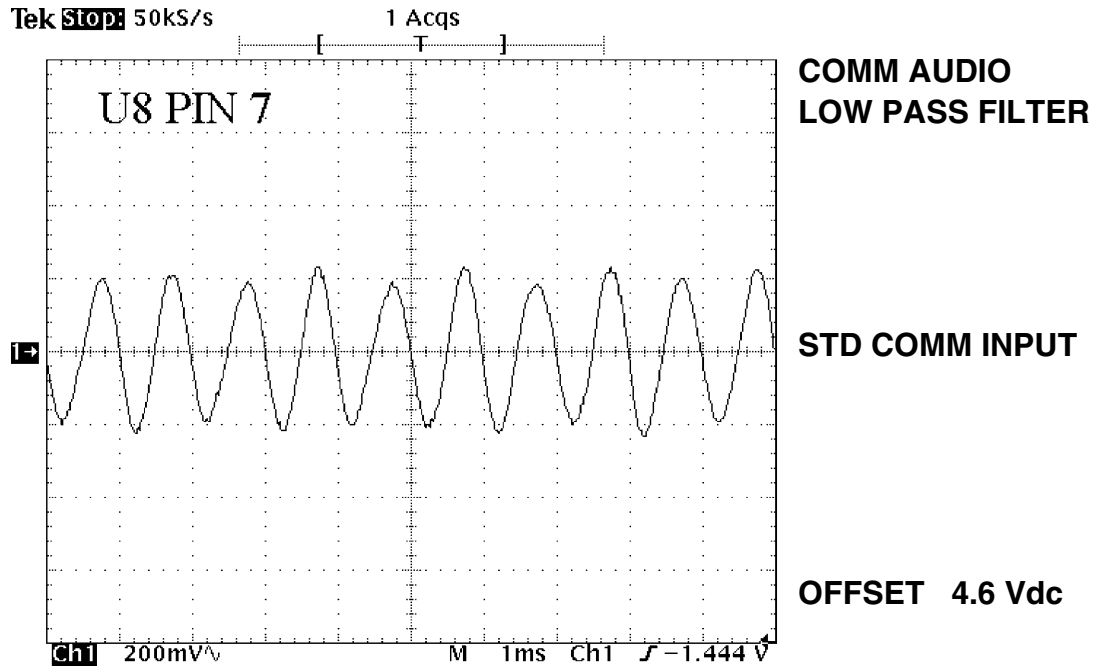 Tek Stop: 50kS/s 1 Acqs
[ T ]
U8 PIN 7
COMM AUDIO
LOW PASS FILTER
1→
STD COMM INPUT
OFFSET 4.6 Vdc
Ch1 200mV∿ M 1ms Ch1 ƒ −1.444 V